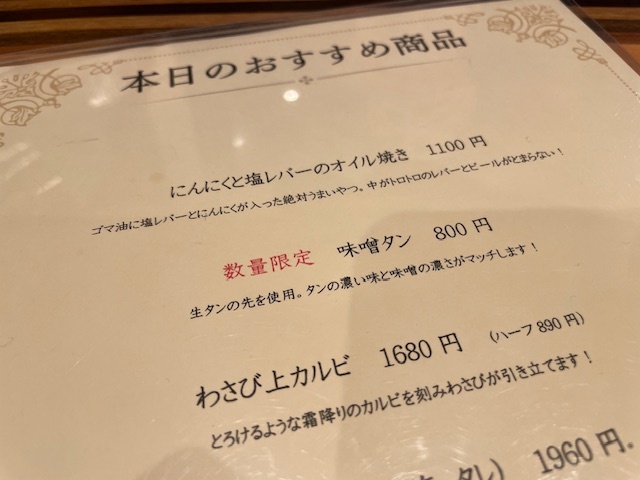 本日のおすすめ商品
にんにくと塩レバーのオイル焼き 1100円
ゴマ油に塩レバーとにんにくが入った絶対うまいやつ。中がトロトロのレバーとビールがとまらない！
数量限定 味噌タン 800円
生タンの先を使用。タンの濃い味と味噌の濃さがマッチします！
わさび上カルビ 1680円 (ハーフ890円)
とろけるような霜降りのカルビを刻みわさびが引き立てます！
タレ) 1960円.